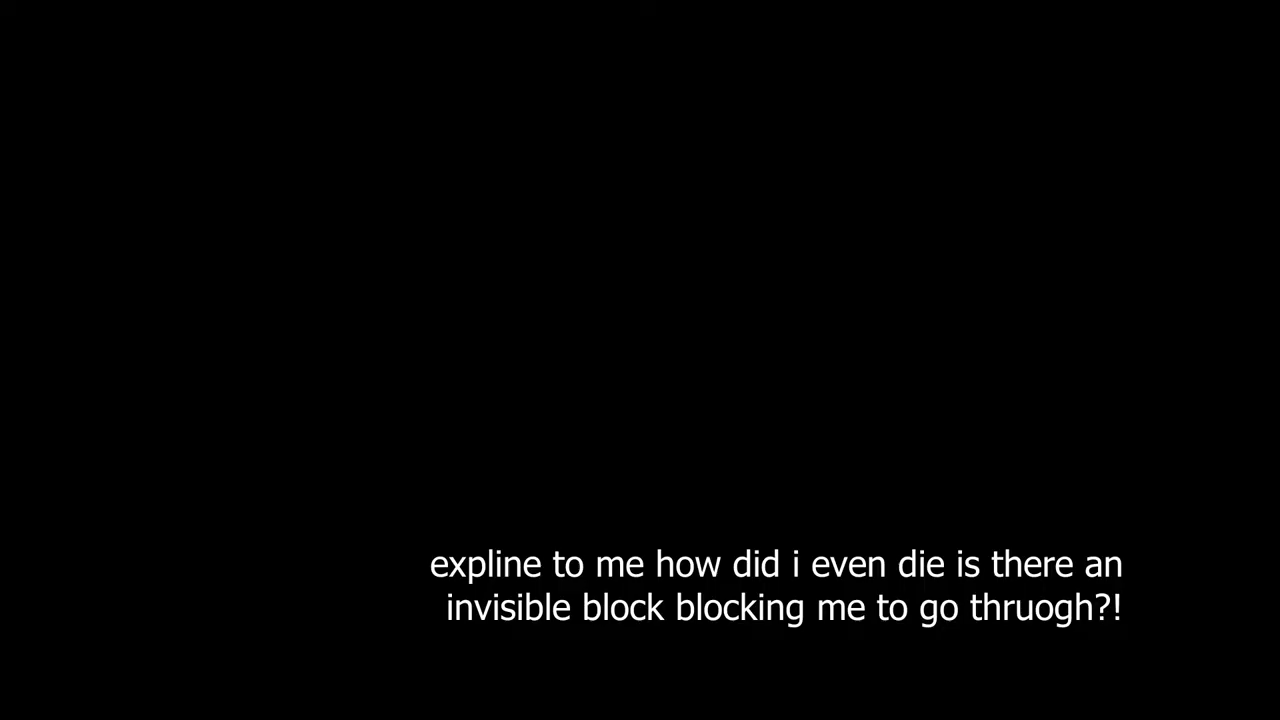 expline to me how did i even die is there an
invisible block blocking me to go thruogh?!